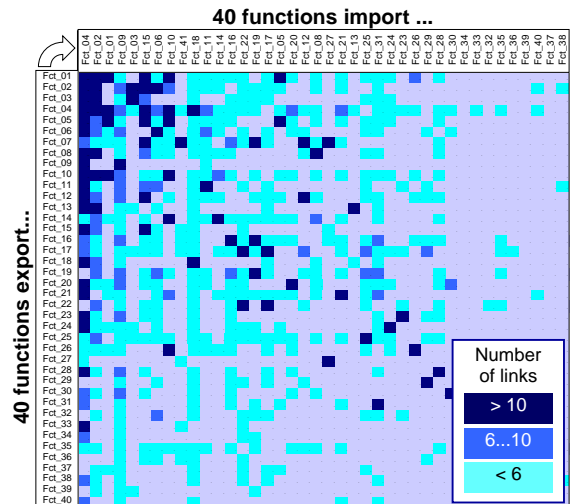 40 functions import ...
Fct_04
Fct_02
Fct_01
Fct_09
Fct_03
Fct_15
Fct_06
Fct_10
Fct_41
Fct_18
Fct_11
Fct_14
Fct_16
Fct_22
Fct_19
Fct_17
Fct_05
Fct_20
Fct_12
Fct_08
Fct_27
Fct_21
Fct_13
Fct_25
Fct_31
Fct_24
Fct_23
Fct_26
Fct_29
Fct_28
Fct_30
Fct_34
Fct_33
Fct_32
Fct_35
Fct_36
Fct_39
Fct_40
Fct_37
Fct_38
40 functions export...
Fct_01
Fct_02
Fct_03
Fct_04
Fct_05
Fct_06
Fct_07
Fct_08
Fct_09
Fct_10
Fct_11
Fct_12
Fct_13
Fct_14
Fct_15
Fct_16
Fct_17
Fct_18
Fct_19
Fct_20
Fct_21
Fct_22
Fct_23
Fct_24
Fct_25
Fct_26
Fct_27
Fct_28
Fct_29
Fct_30
Fct_31
Fct_32
Fct_33
Fct_34
Fct_35
Fct_36
Fct_37
Fct_38
Fct_39
Fct_40
Number
of links
> 10
6...10
< 6